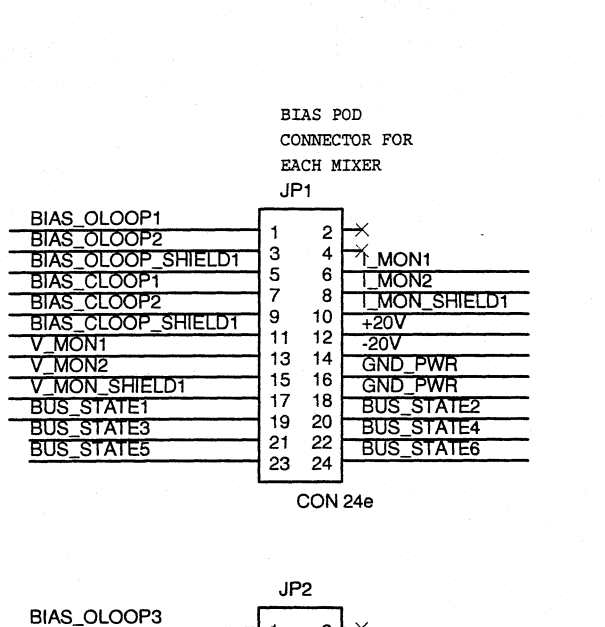 BIAS POD
CONNECTOR FOR
EACH MIXER
JP1
BIAS_OLOOP1
1 2
BIAS_OLOOP2
3 4
BIAS_OLOOP_SHIELD1 I_MON1
5 6
BIAS_CLOOP1 I_MON2
7 8
BIAS_CLOOP2 I_MON_SHIELD1
9 10
BIAS_CLOOP_SHIELD1 +20V
11 12
V_MON1 -20V
13 14
V_MON2 GND_PWR
15 16
V_MON_SHIELD1 GND_PWR
17 18
BUS_STATE1 BUS_STATE2
19 20
BUS_STATE3 BUS_STATE4
21 22
BUS_STATE5 BUS_STATE6
23 24
CON 24e
JP2
BIAS_OLOOP3